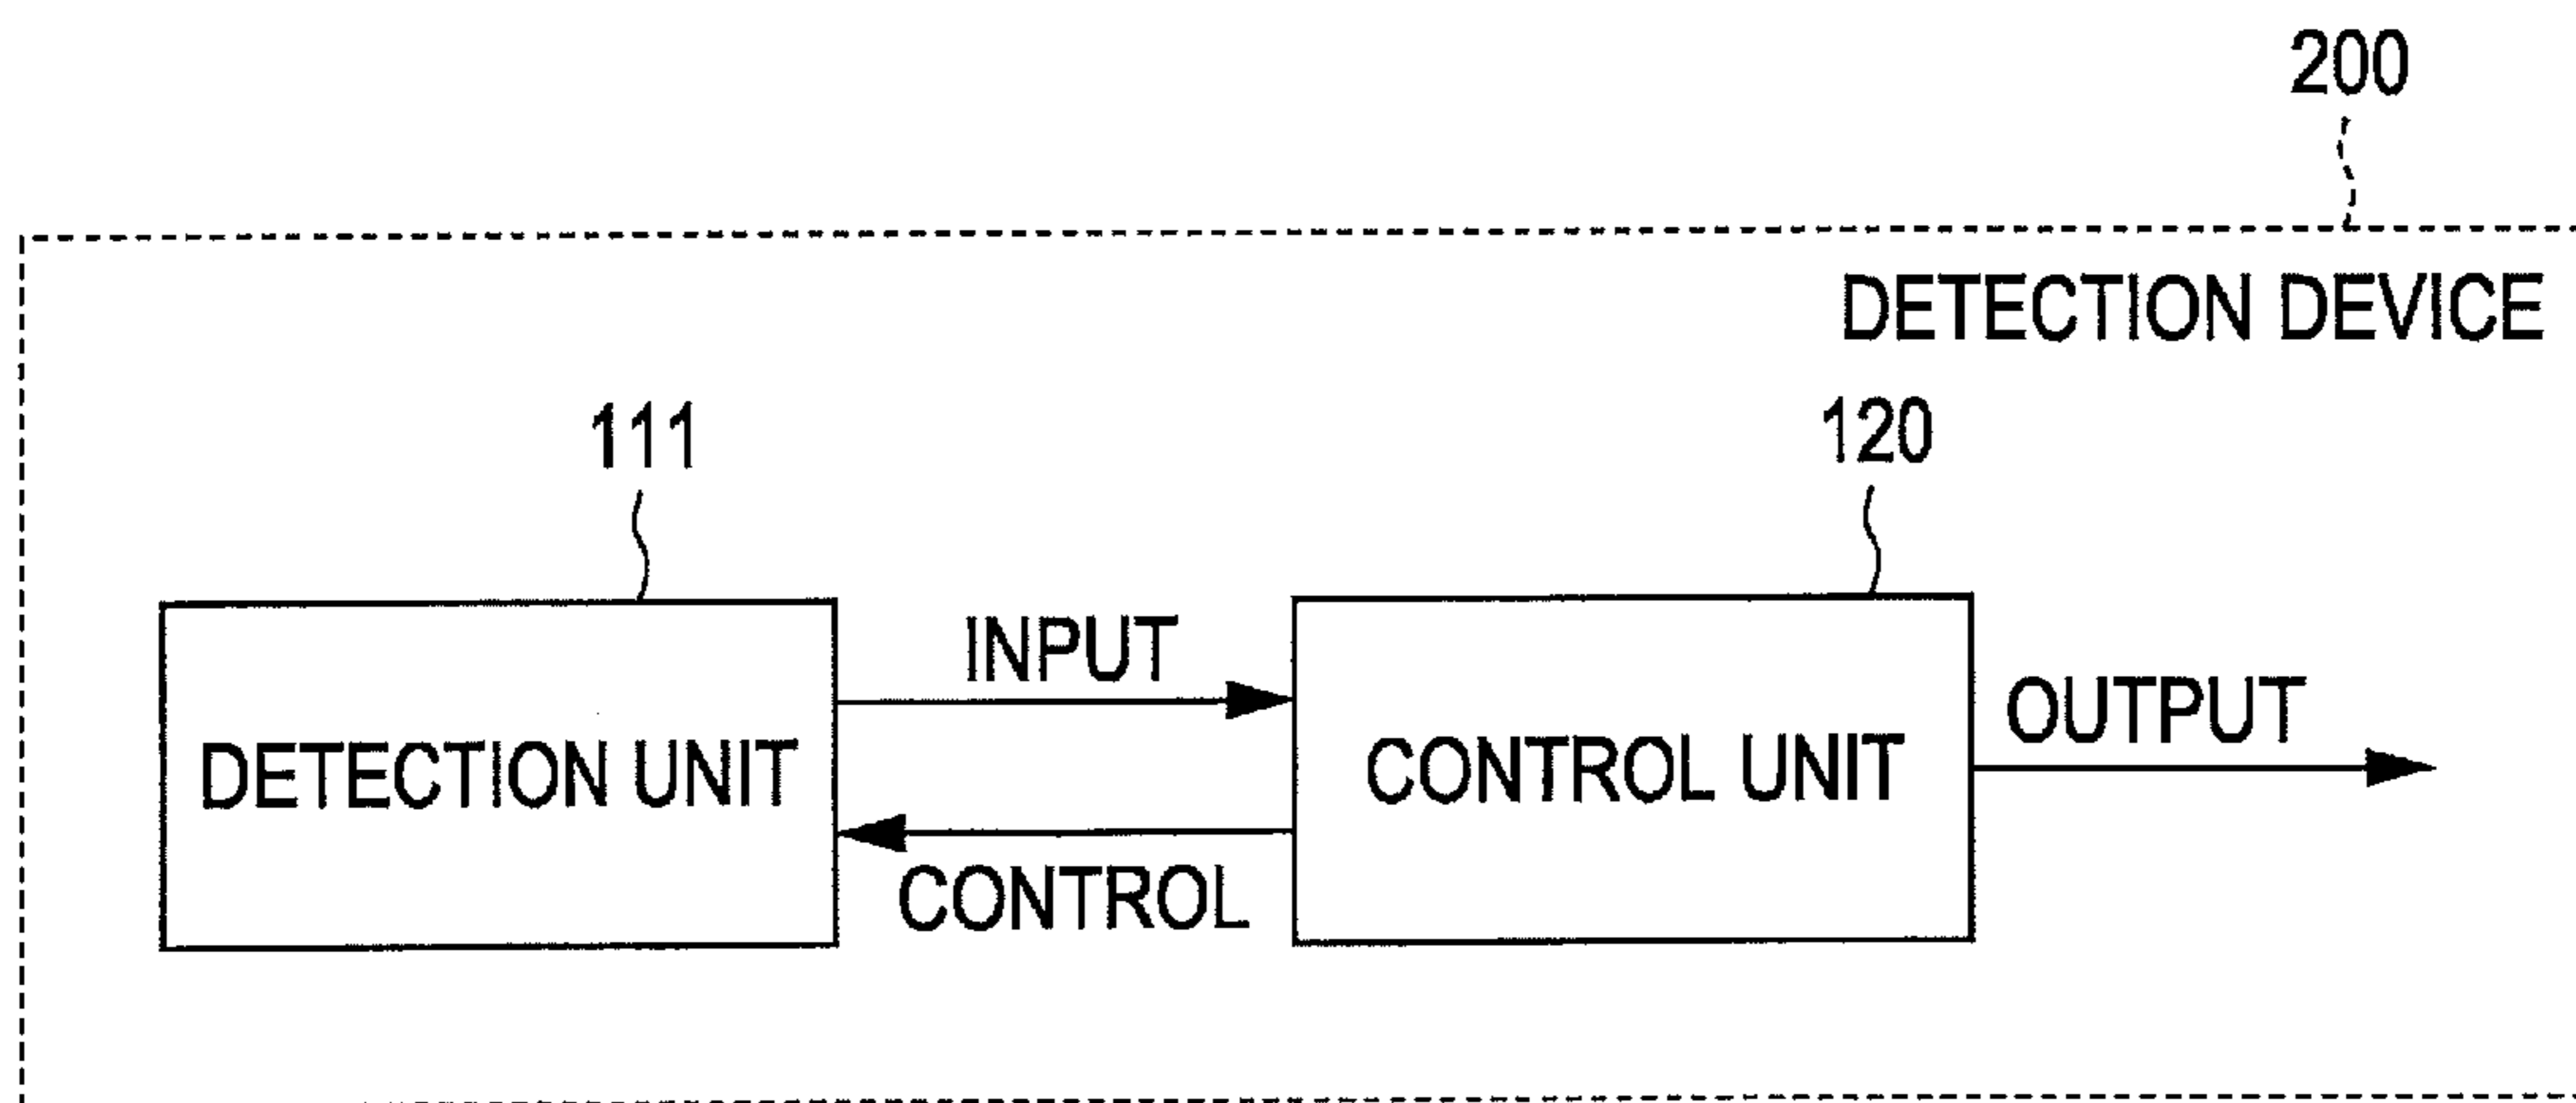 200
DETECTION DEVICE
111
120
INPUT
OUTPUT
DETECTION UNIT
CONTROL UNIT
CONTROL